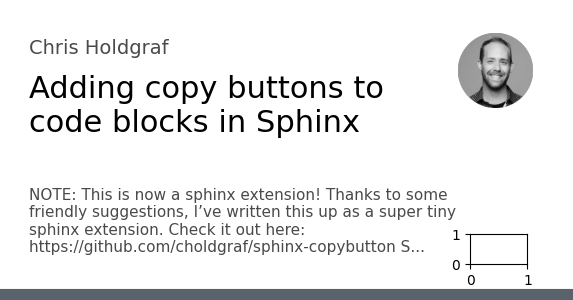 Chris Holdgraf
Adding copy buttons to
code blocks in Sphinx
NOTE: This is now a sphinx extension! Thanks to some
friendly suggestions, I’ve written this up as a super tiny
sphinx extension. Check it out here:
https://github.com/choldgraf/sphinx-copybutton S...
1
0
0 1